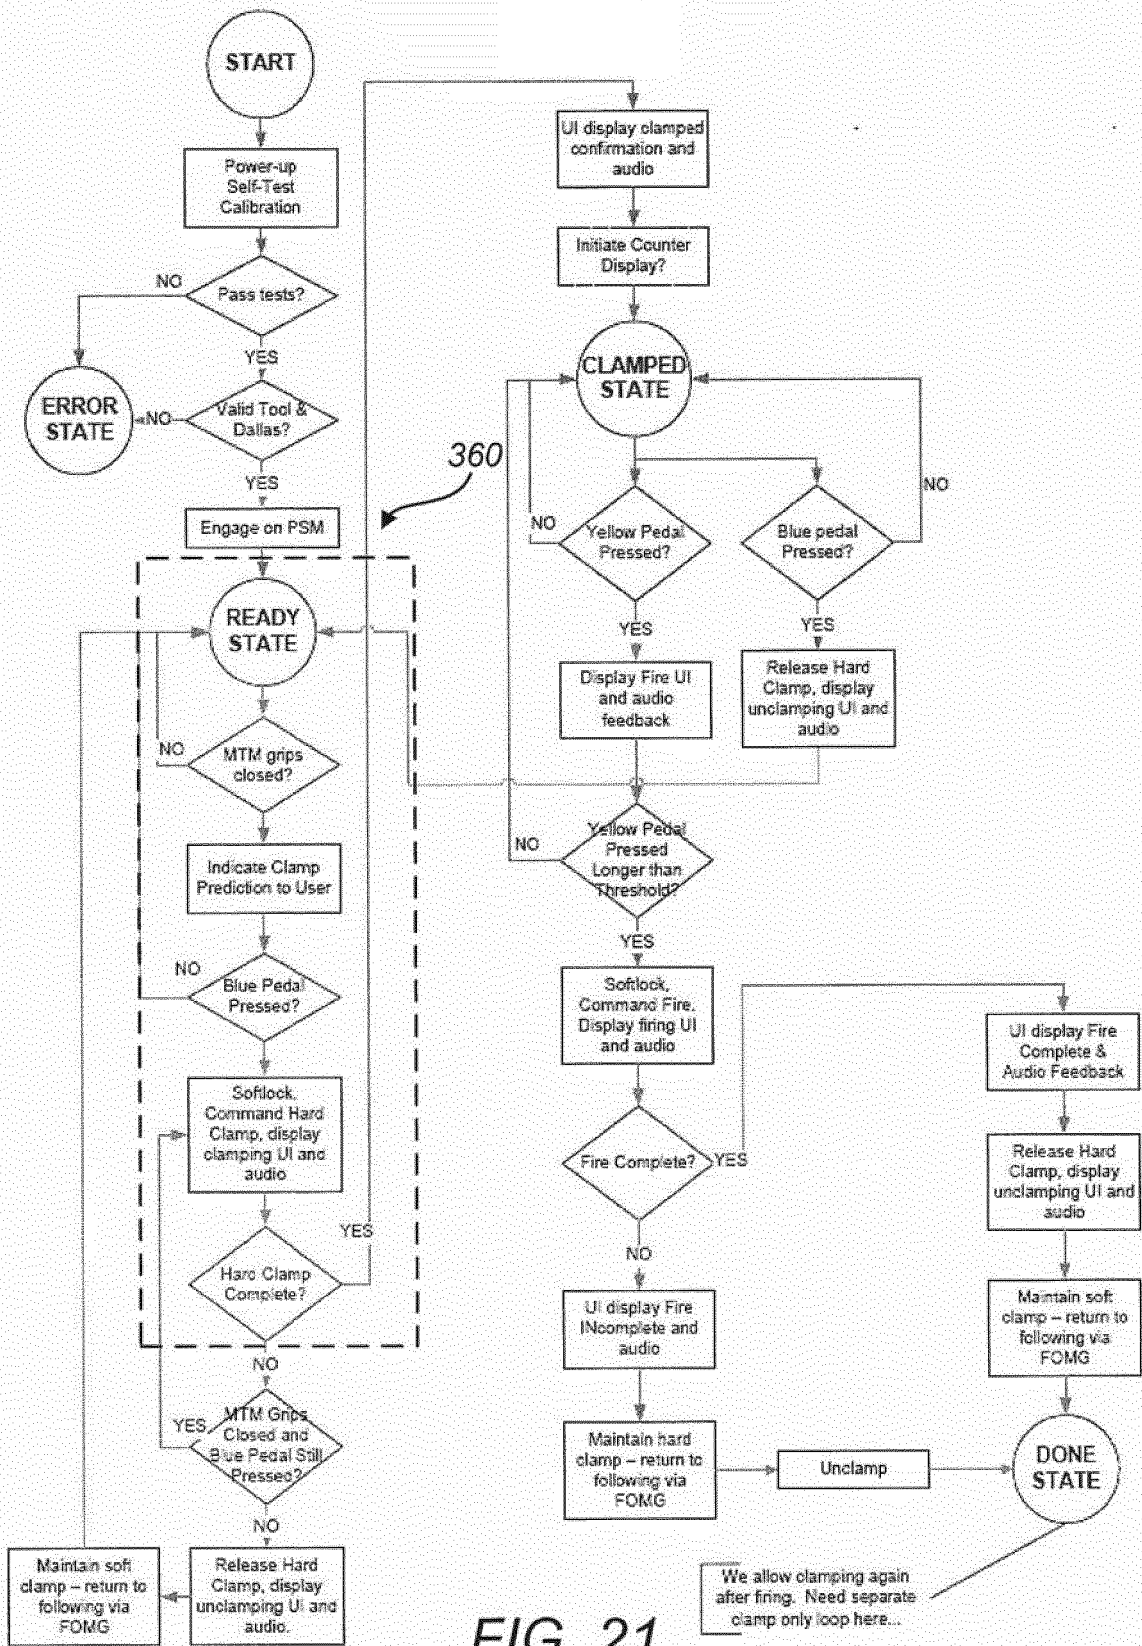 START
Power-up
Self-Test
Calibration
Pass tests?
NO
YES
ERROR
STATE
Valid Tool &
Dallas?
NO
YES
Engage on PSM
360
READY
STATE
MTM grips
closed?
NO
Indicate Clamp
Prediction to User
Blue Pedal
Pressed?
NO
Softlock,
Command Hard
Clamp, display
clamping UI and
audio
Hard Clamp
Complete?
YES
NO
MTM Grips
Closed and
Blue Pedal Still
Pressed?
YES
NO
Release Hard
Clamp, display
unclamping UI and
audio.
Maintain soft
clamp – return to
following via
FOMG
UI display clamped
confirmation and
audio
Initiate Counter
Display?
CLAMPED
STATE
Yellow Pedal
Pressed?
NO
YES
Blue pedal
Pressed?
NO
YES
Display Fire UI
and audio
feedback
Release Hard
Clamp, display
unclamping UI and
audio
Yellow Pedal
Pressed
Longer than
Threshold?
NO
YES
Softlock,
Command Fire.
Display firing UI
and audio
Fire Complete?
YES
NO
UI display Fire
INcomplete and
audio
Maintain hard
clamp – return to
following via
FOMG
Unclamp
UI display Fire
Complete &
Audio Feedback
Release Hard
Clamp, display
unclamping UI and
audio
Maintain soft
clamp – return to
following via
FOMG
DONE
STATE
We allow clamping again
after firing. Need separate
clamp only loop here...
FIG. 21